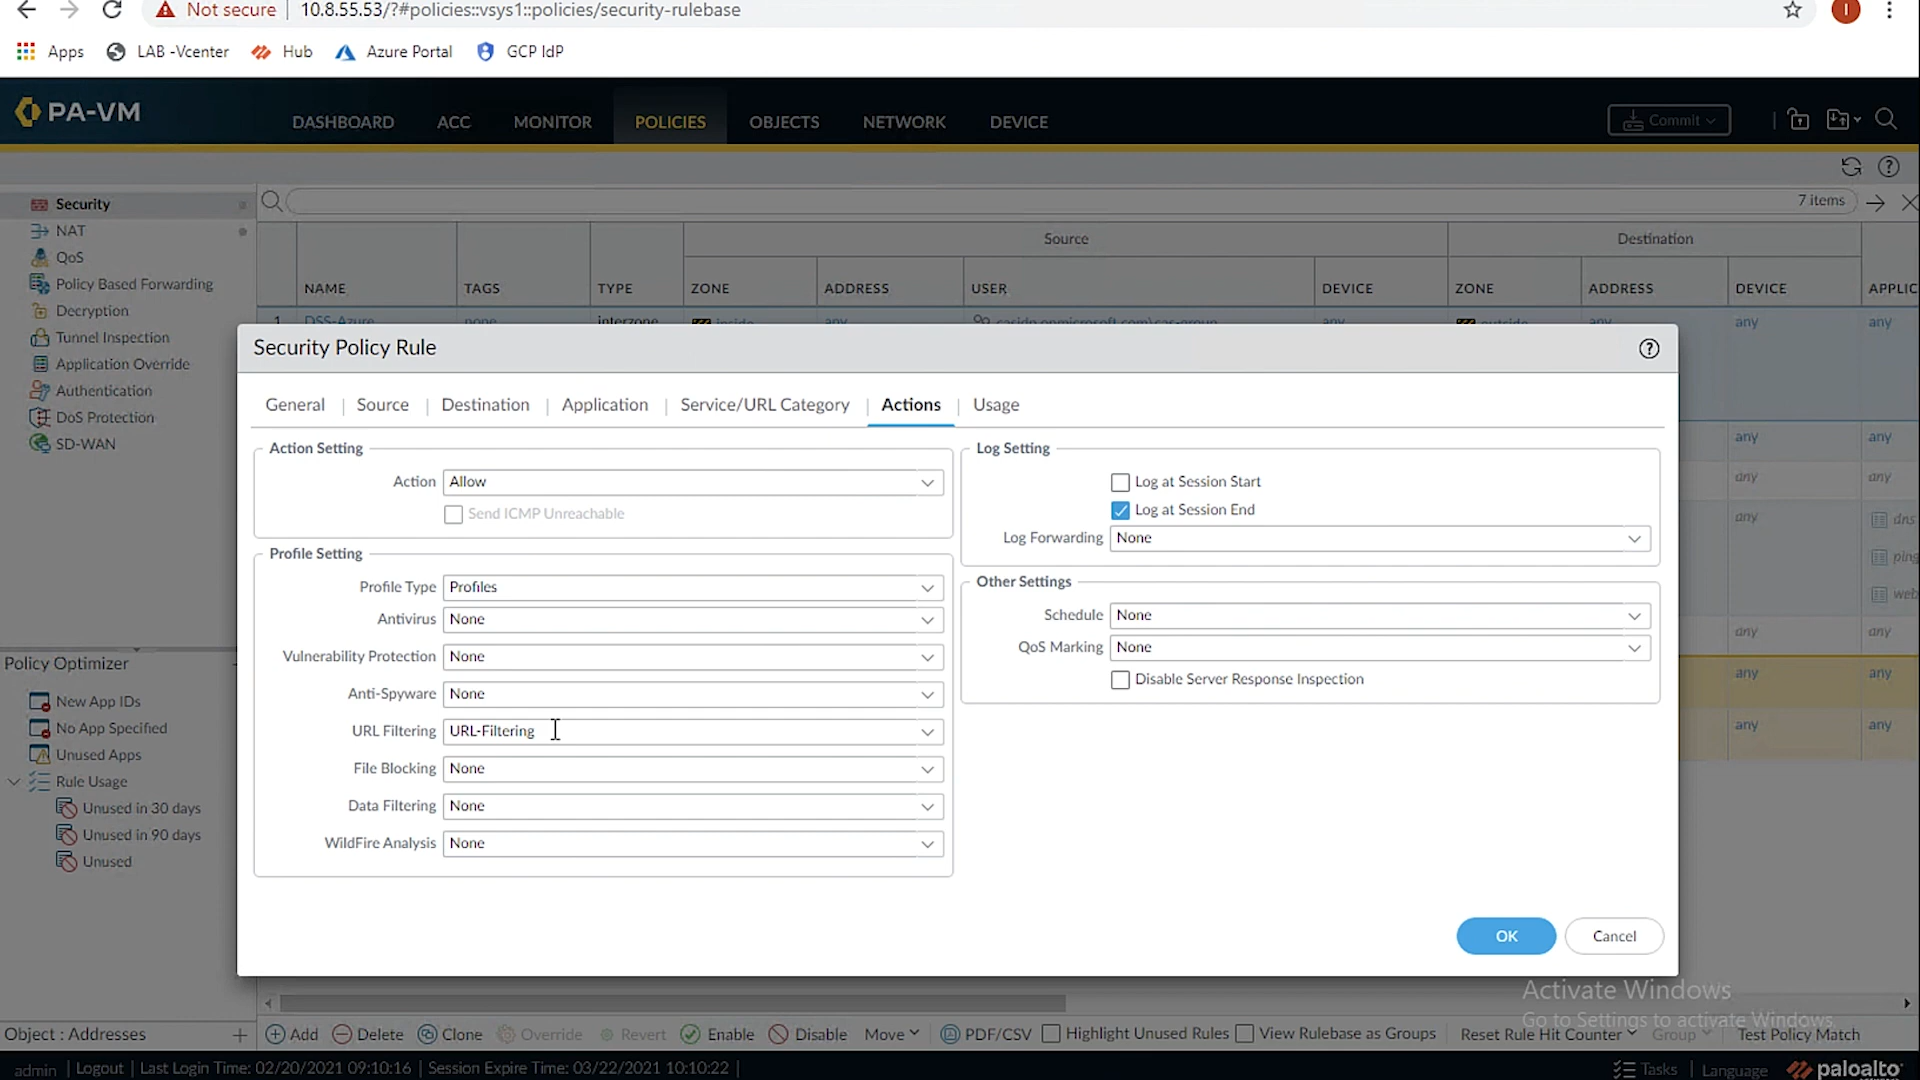 Not secure | 10.8.55.53/?#policies::vsys1::policies/security-rulebase
I
Apps LAB -Vcenter Hub Azure Portal GCP IdP
PA-VM
DASHBOARD ACC MONITOR POLICIES OBJECTS NETWORK DEVICE
Commit
7 items
Source Destination
NAME TAGS TYPE ZONE ADDRESS USER DEVICE ZONE ADDRESS DEVICE APPLIC
1 DSS-Azure none interzone inside any casidp.onmicrosoft.com\cas-group any outside any any any
any any
any any
any dns
ping
web
any any
any any
any any
Security
NAT
QoS
Policy Based Forwarding
Decryption
Tunnel Inspection
Application Override
Authentication
DoS Protection
SD-WAN
Policy Optimizer
New App IDs
No App Specified
Unused Apps
Rule Usage
Unused in 30 days
Unused in 90 days
Unused
Object : Addresses
Security Policy Rule
General | Source | Destination | Application | Service/URL Category | Actions | Usage
Action Setting
Action Allow
Send ICMP Unreachable
Profile Setting
Profile Type Profiles
Antivirus None
Vulnerability Protection None
Anti-Spyware None
URL Filtering URL-Filtering
File Blocking None
Data Filtering None
WildFire Analysis None
Log Setting
Log at Session Start
Log at Session End
Log Forwarding None
Other Settings
Schedule None
QoS Marking None
Disable Server Response Inspection
OK Cancel
Activate Windows
Go to Settings to activate Windows.
Add Delete Clone Override Revert Enable Disable Move PDF/CSV Highlight Unused Rules View Rulebase as Groups Reset Rule Hit Counter Group Test Policy Match
admin | Logout | Last Login Time: 02/20/2021 09:10:16 | Session Expire Time: 03/22/2021 10:10:22 |
Tasks | Language paloalto